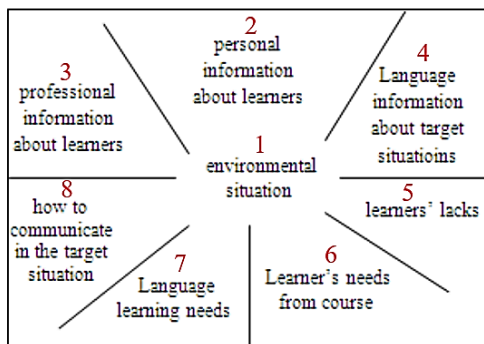 1
environmental
situation
2
personal
information
about learners
3
professional
information
about learners
4
Language
information
about target
situatioins
5
learners' lacks
6
Learner's needs
from course
7
Language
learning needs
8
how to
communicate
in the target
situation